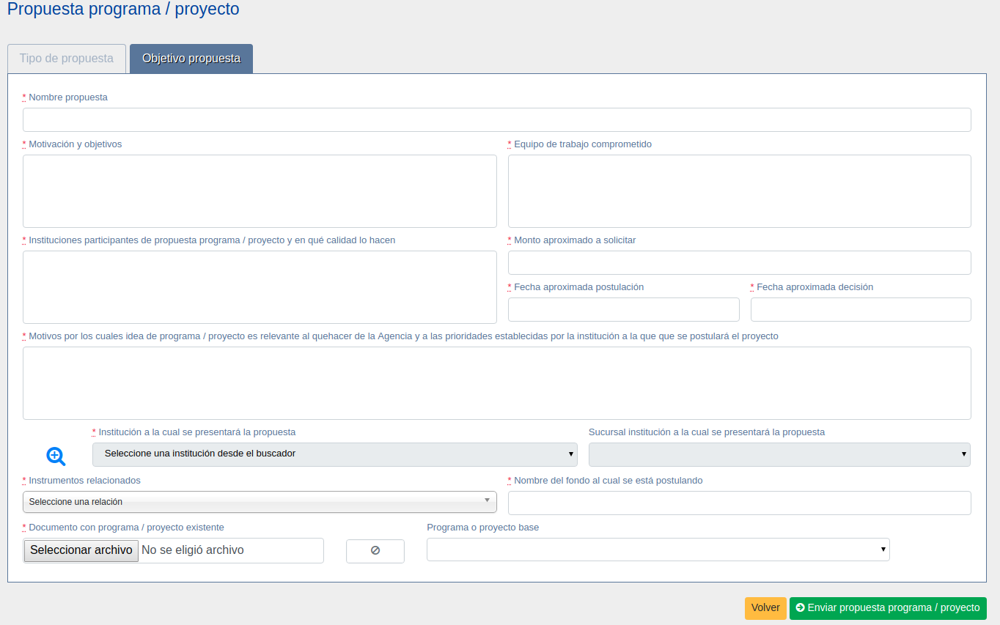 Propuesta programa / proyecto
Tipo de propuesta
Objetivo propuesta
* Nombre propuesta
* Motivación y objetivos
* Equipo de trabajo comprometido
* Instituciones participantes de propuesta programa / proyecto y en qué calidad lo hacen
* Monto aproximado a solicitar
* Fecha aproximada postulación
* Fecha aproximada decisión
* Motivos por los cuales idea de programa / proyecto es relevante al quehacer de la Agencia y a las prioridades establecidas por la institución a la que que se postulará el proyecto
* Institución a la cual se presentará la propuesta
Sucursal institución a la cual se presentará la propuesta
Seleccione una institución desde el buscador
* Instrumentos relacionados
* Nombre del fondo al cual se está postulando
Seleccione una relación
* Documento con programa / proyecto existente
Programa o proyecto base
Seleccionar archivo No se eligió archivo
Volver
Enviar propuesta programa / proyecto